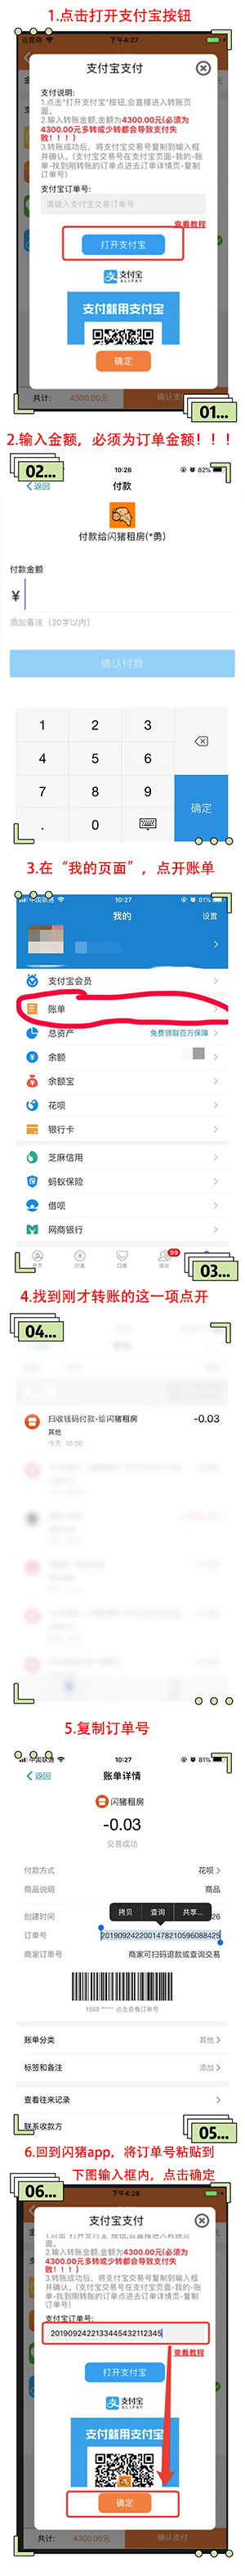 1.点击打开支付宝按钮
运营商
下午4:27
支付宝支付
支付说明:
1.点击"打开支付宝"按钮,会直接进入转账页
面。
2.输入转账金额,金额为4300.00元(必须为
4300.00元多转或少转都会导致支付失
败！！！)
3.转账成功后，将支付宝交易号复制到输入框
并确认。(支付宝交易号在支付宝页面-我的-账
单-找到刚转账的订单点进去订单详情页-复制
订单号)
支付宝订单号:
请输入支付宝交易订单号
查看教程
打开支付宝
支付宝
ALIPAY
支付就用支付宝
确定
共计:
4300.00元
确认支付
01...
2.输入金额，必须为订单金额！！！
02...
10:26
82%
返回
付款
付款给闪猪租房(*勇)
付款金额
¥
添加备注（20字以内）
确认付款
1 2 3
4 5 6
7 8 9
. 0
确定
3.在“我的页面”，点开账单
中国联通
10:27
81%
我的
设置
支付宝会员
账单
总资产
免费领取百万保障
余额
余额宝
花呗
银行卡
芝麻信用
蚂蚁保险
借呗
网商银行
99
财富
口碑
朋友
03...
4.找到刚才转账的这一项点开
04...
扫收钱码付款-给闪猪租房
-0.03
其他
今天 10:26
5.复制订单号
中国联通
10:27
81%
返回
账单详情
闪猪租房
-0.03
交易成功
付款方式
花呗
商品说明
商品
拷贝
查询
共享...
创建时间
26
订单号
2019092422001478210596088425
商家订单号
商家可扫码退款或查询交易
1569 ****** 点击查看订单号
账单分类
其他
标签和备注
添加
查看往来记录
联系收款方
05...
6.回到闪猪app，将订单号粘贴到
下图输入框内，点击确定
06...
下午4:28
支付宝支付
1.点击"打开支付宝"按钮,会直接进入转账页
面。
2.输入转账金额,金额为4300.00元(必须为
4300.00元多转或少转都会导致支付失
败！！！)
3.转账成功后，将支付宝交易号复制到输入框
并确认。(支付宝交易号在支付宝页面-我的-账
单-找到刚转账的订单点进去订单详情页-复制
订单号)
支付宝订单号:
2019092422133445432112345
查看教程
打开支付宝
支付宝
ALIPAY
支付就用支付宝
确定
共计:
4300.00元
确认支付